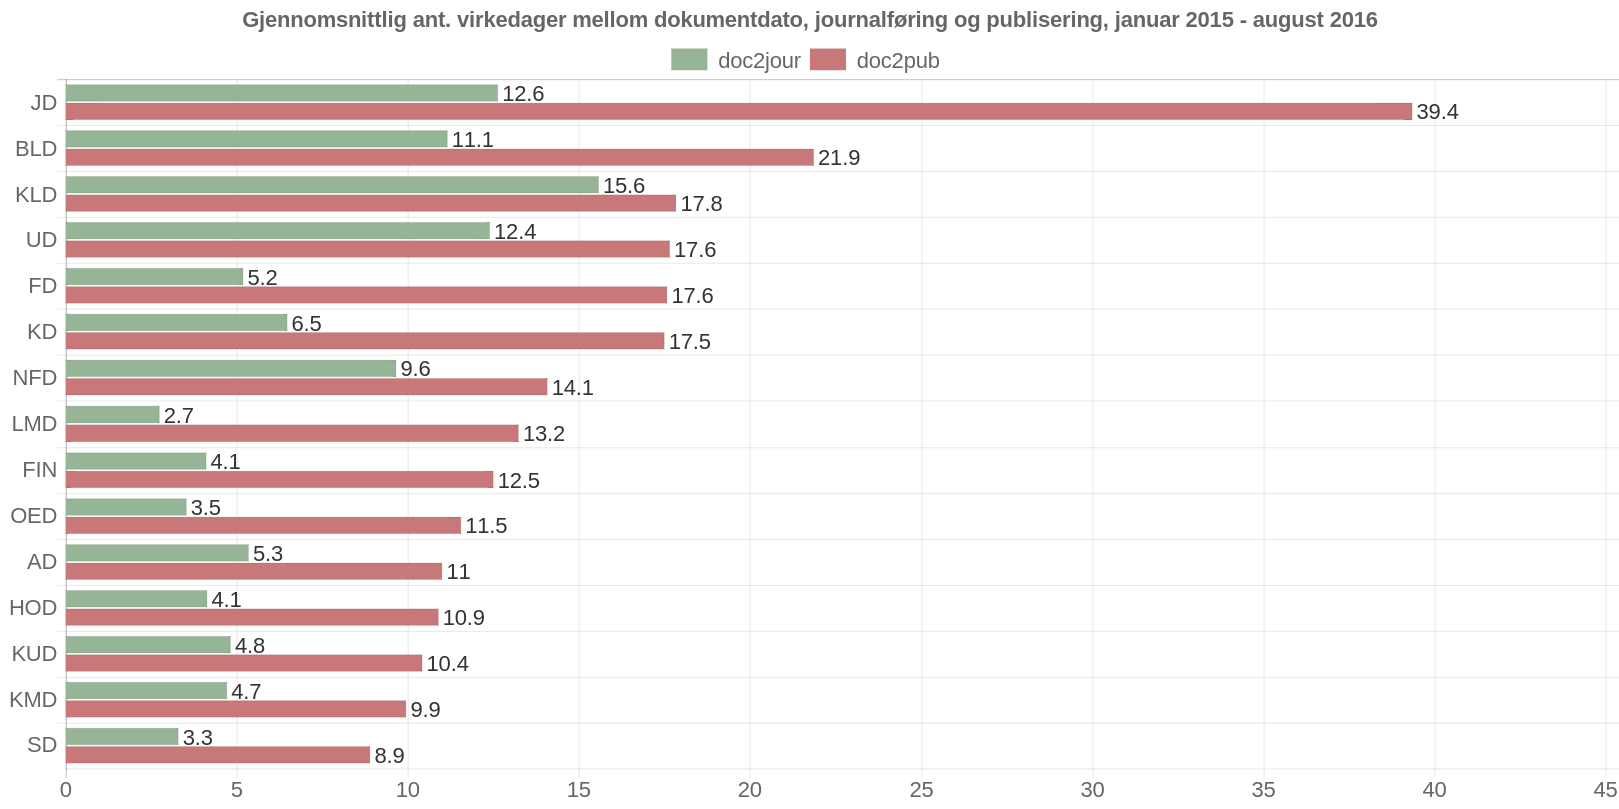 Gjennomsnittlig ant. virkedager mellom dokumentdato, journalføring og publisering, januar 2015 - august 2016
doc2jour doc2pub
JD 12.6
39.4
BLD 11.1
21.9
KLD 15.6
17.8
UD 12.4
17.6
FD 5.2
17.6
KD 6.5
17.5
NFD 9.6
14.1
LMD 2.7
13.2
FIN 4.1
12.5
OED 3.5
11.5
AD 5.3
11
HOD 4.1
10.9
KUD 4.8
10.4
KMD 4.7
9.9
SD 3.3
8.9
0 5 10 15 20 25 30 35 40 45